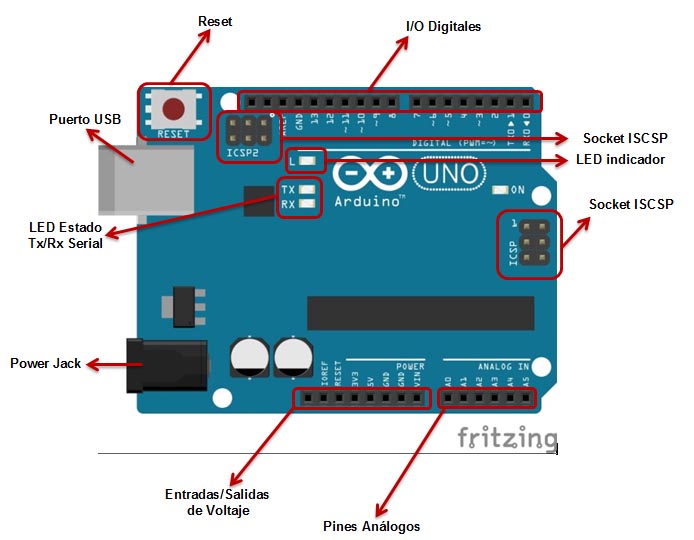 Reset
I/O Digitales
Puerto USB
RESET
ICSP2
AREF
GND
13
12
~11
~10
~9
8
7
~6
~5
4
~3
2
TX0▶1
RX0◀0
DIGITAL (PWM=~)
Socket ISCSP
LED indicador
L
TX
RX
Arduino™
UNO
ON
Socket ISCSP
LED Estado
Tx/Rx Serial
1
ICSP
Power Jack
POWER
ANALOG IN
IOREF
RESET
3V3
5V
GND
GND
VIN
A0
A1
A2
A3
A4
A5
fritzing
Entradas/Salidas
de Voltaje
Pines Análogos